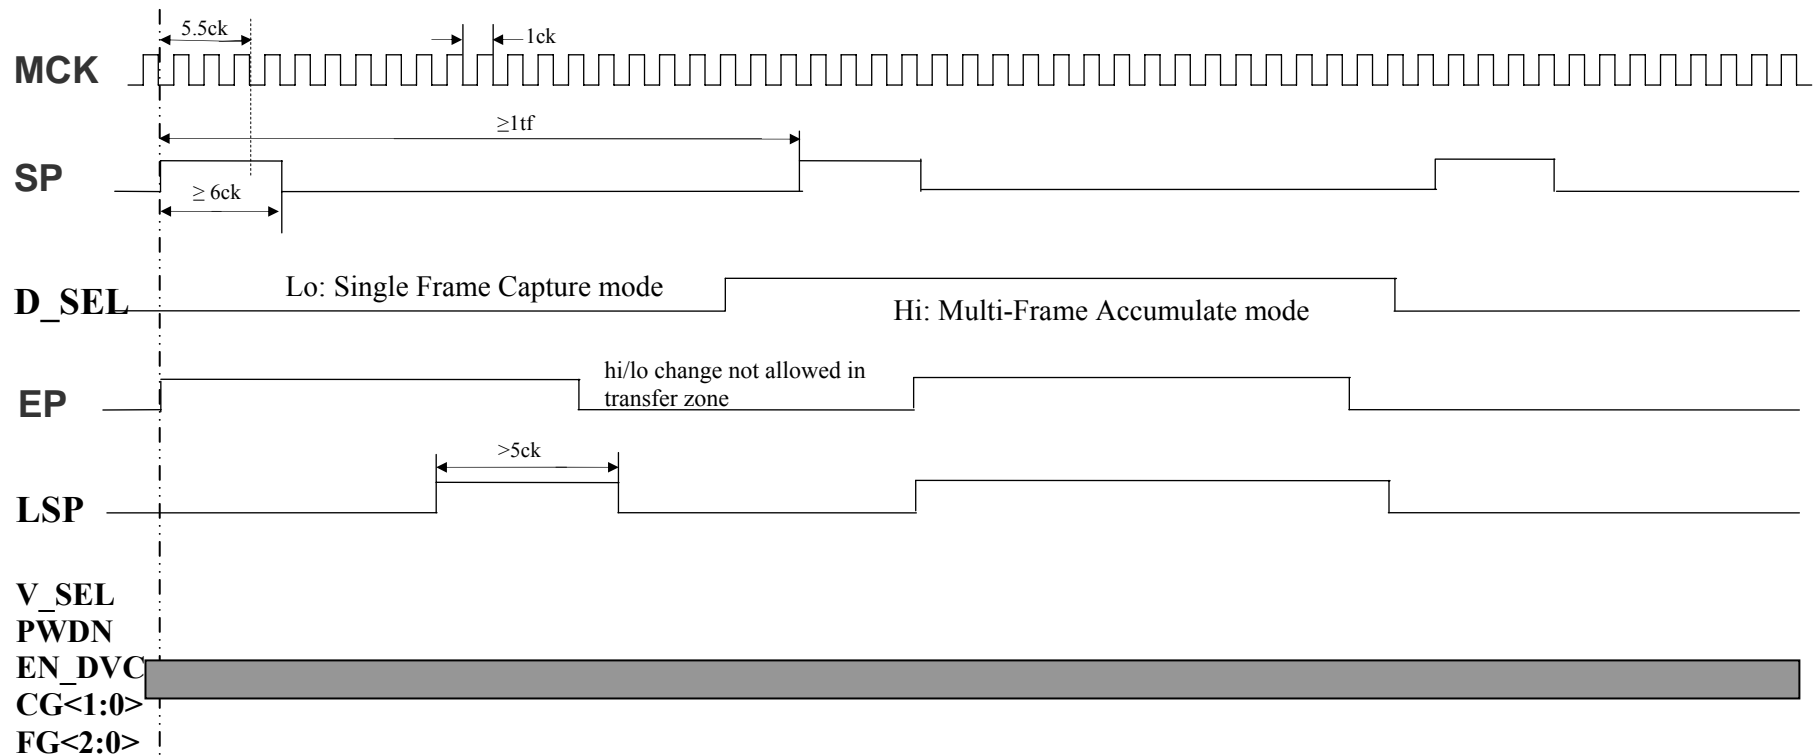 5.5ck
1ck
MCK
≥1tf
SP
≥ 6ck
Lo: Single Frame Capture mode
D_SEL
Hi: Multi-Frame Accumulate mode
hi/lo change not allowed in
transfer zone
EP
>5ck
LSP
V_SEL
PWDN
EN_DVC
CG<1:0>
FG<2:0>